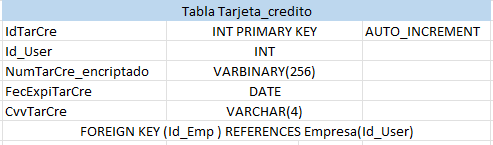 Tabla Tarjeta_credito
IdTarCre INT PRIMARY KEY AUTO_INCREMENT
Id_User INT
NumTarCre_encriptado VARBINARY(256)
FecExpiTarCre DATE
CvvTarCre VARCHAR(4)
FOREIGN KEY (Id_Emp ) REFERENCES Empresa(Id_User)